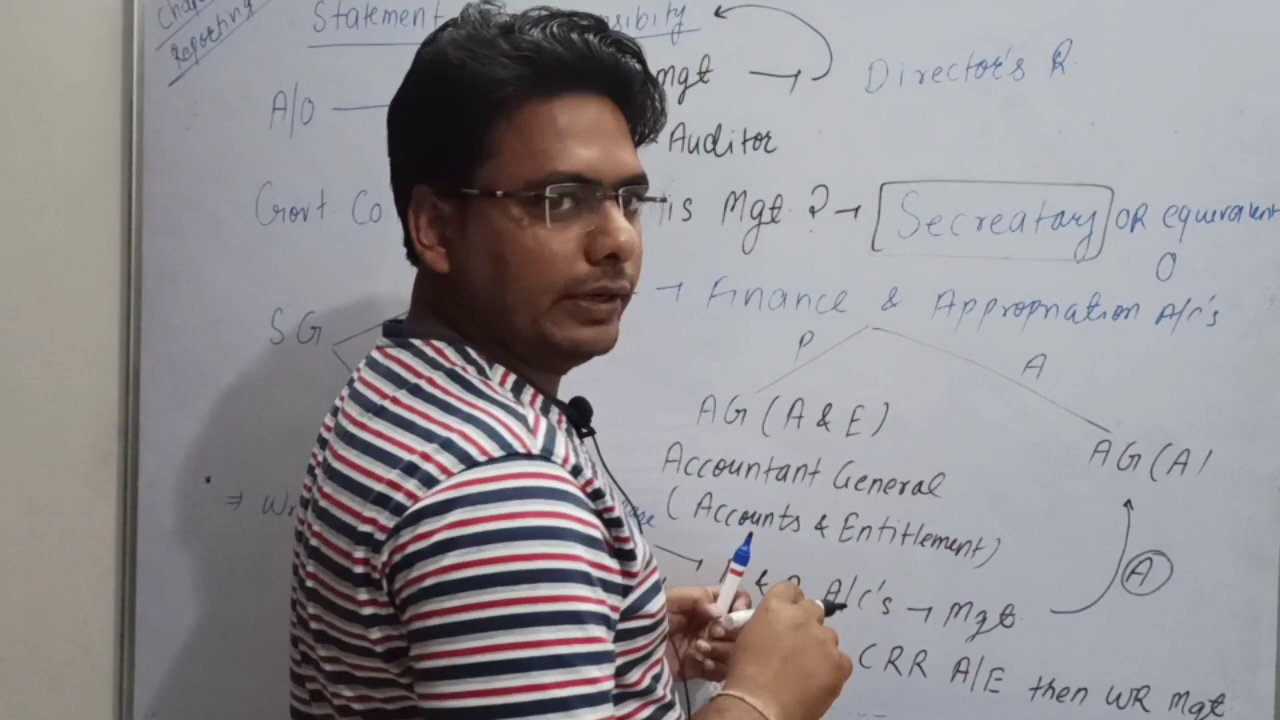 Reporting
Statement
Mgt → Director's R
A/O
Auditor
Govt Co is Mgt ? → Secreatary OR equivalent
SG → Finance & Appropriation A/c's
P A
AG (A & E) AG (A)
Accountant General
(Accounts & Entitlement)
A/c's → Mgt A
CRR A/E then WR Mgt